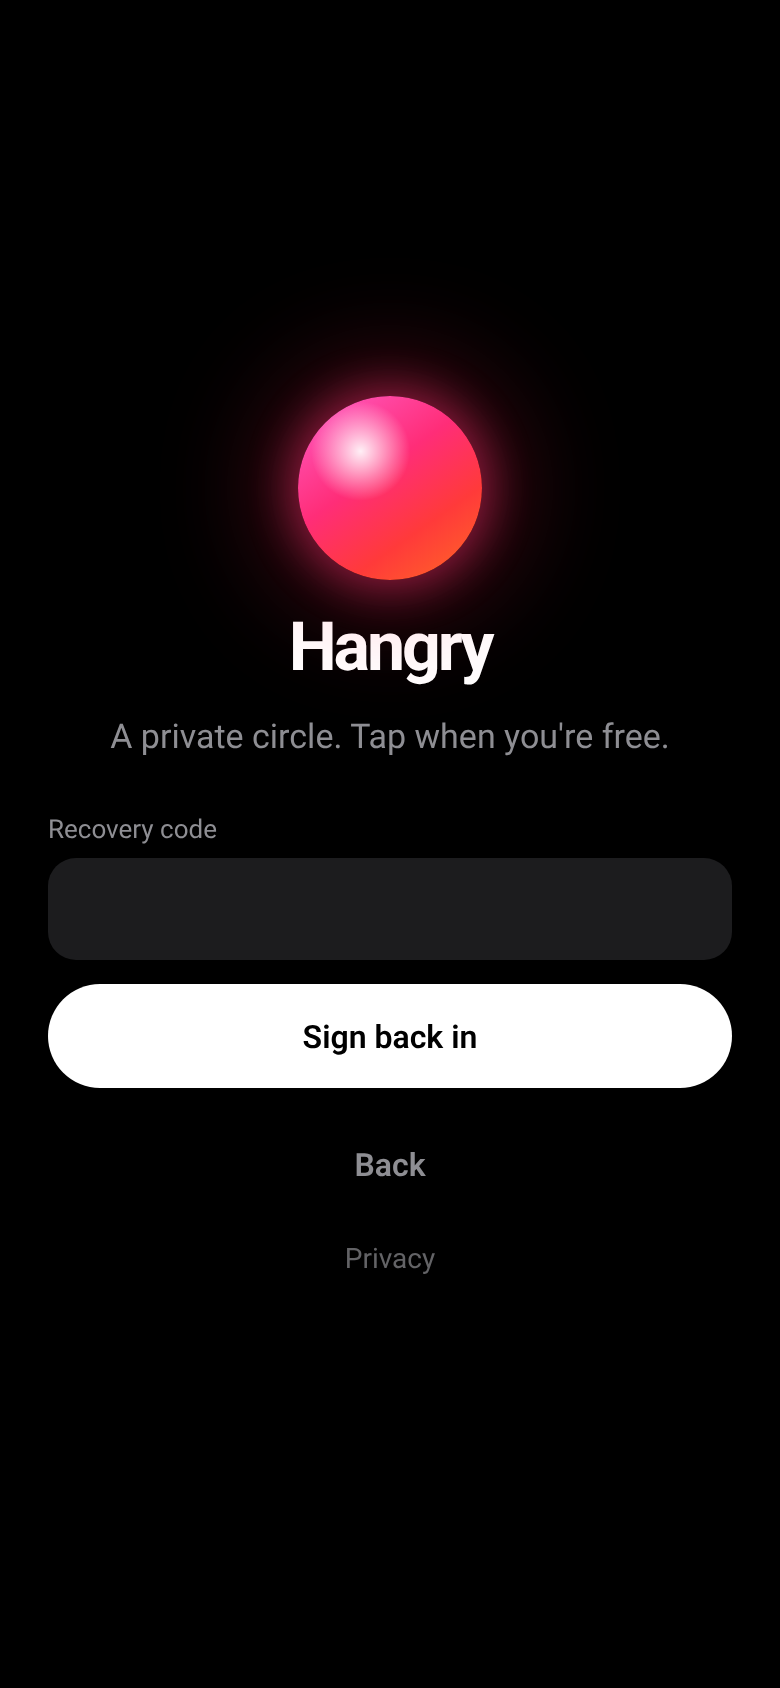 Hangry
A private circle. Tap when you're free.
Recovery code
Sign back in
Back
Privacy